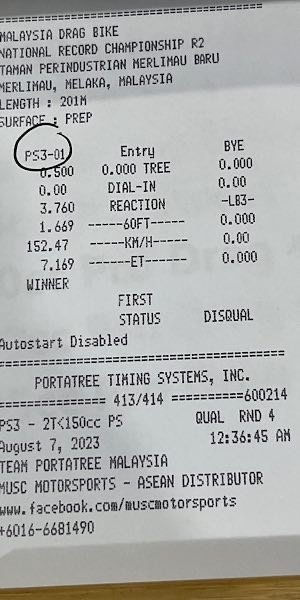 MALAYSIA DRAG BIKE
NATIONAL RECORD CHAMPIONSHIP R2
TAMAN PERINDUSTRIAN MERLIMAU BARU
MERLIMAU, MELAKA, MALAYSIA
LENGTH : 201M
SURFACE : PREP
PS3-01 Entry BYE
0.500 0.000 TREE 0.000
0.00 DIAL-IN 0.00
3.760 REACTION -LB3-
1.669 -----60FT----- 0.000
152.47 -----KM/H----- 0.00
7.169 ------ET------ 0.000
WINNER
FIRST
STATUS DISQUAL
Autostart Disabled
PORTATREE TIMING SYSTEMS, INC.
================ 413/414 ==========600214
PS3 - 2T<150cc PS QUAL RND 4
August 7, 2023 12:36:45 AM
TEAM PORTATREE MALAYSIA
MUSC MOTORSPORTS - ASEAN DISTRIBUTOR
www.facebook.com/muscmotorsports
+6016-6681490